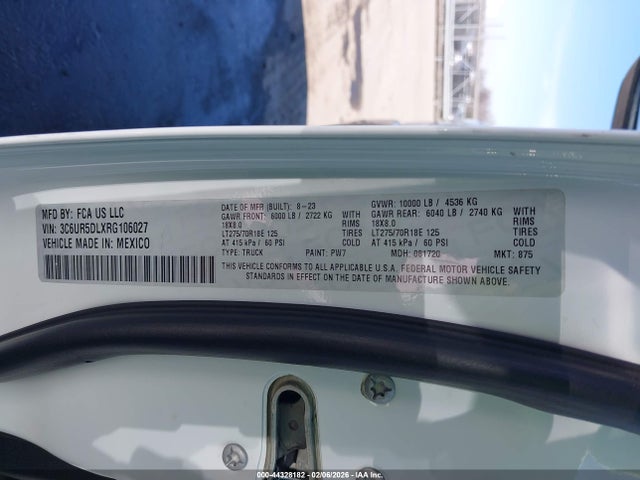 MFD BY: FCA US LLC
VIN: 3C6UR5DLXRG106027
VEHICLE MADE IN: MEXICO
DATE OF MFR (BUILT): 8-23 GVWR: 10000 LB / 4536 KG
GAWR FRONT: 6000 LB / 2722 KG WITH GAWR REAR: 6040 LB / 2740 KG WITH
18X8.0 RIMS 18X8.0 RIMS
LT275/70R18E 125 TIRES LT275/70R18E 125 TIRES
AT 415 kPa / 60 PSI AT 415 kPa / 60 PSI
TYPE: TRUCK PAINT: PW7 MDH: 081720 MKT: 875
THIS VEHICLE CONFORMS TO ALL APPLICABLE U.S.A. FEDERAL MOTOR VEHICLE SAFETY
STANDARDS IN EFFECT ON THE DATE OF MANUFACTURE SHOWN ABOVE.
000-44328182 - 02/06/2026 - IAA Inc.